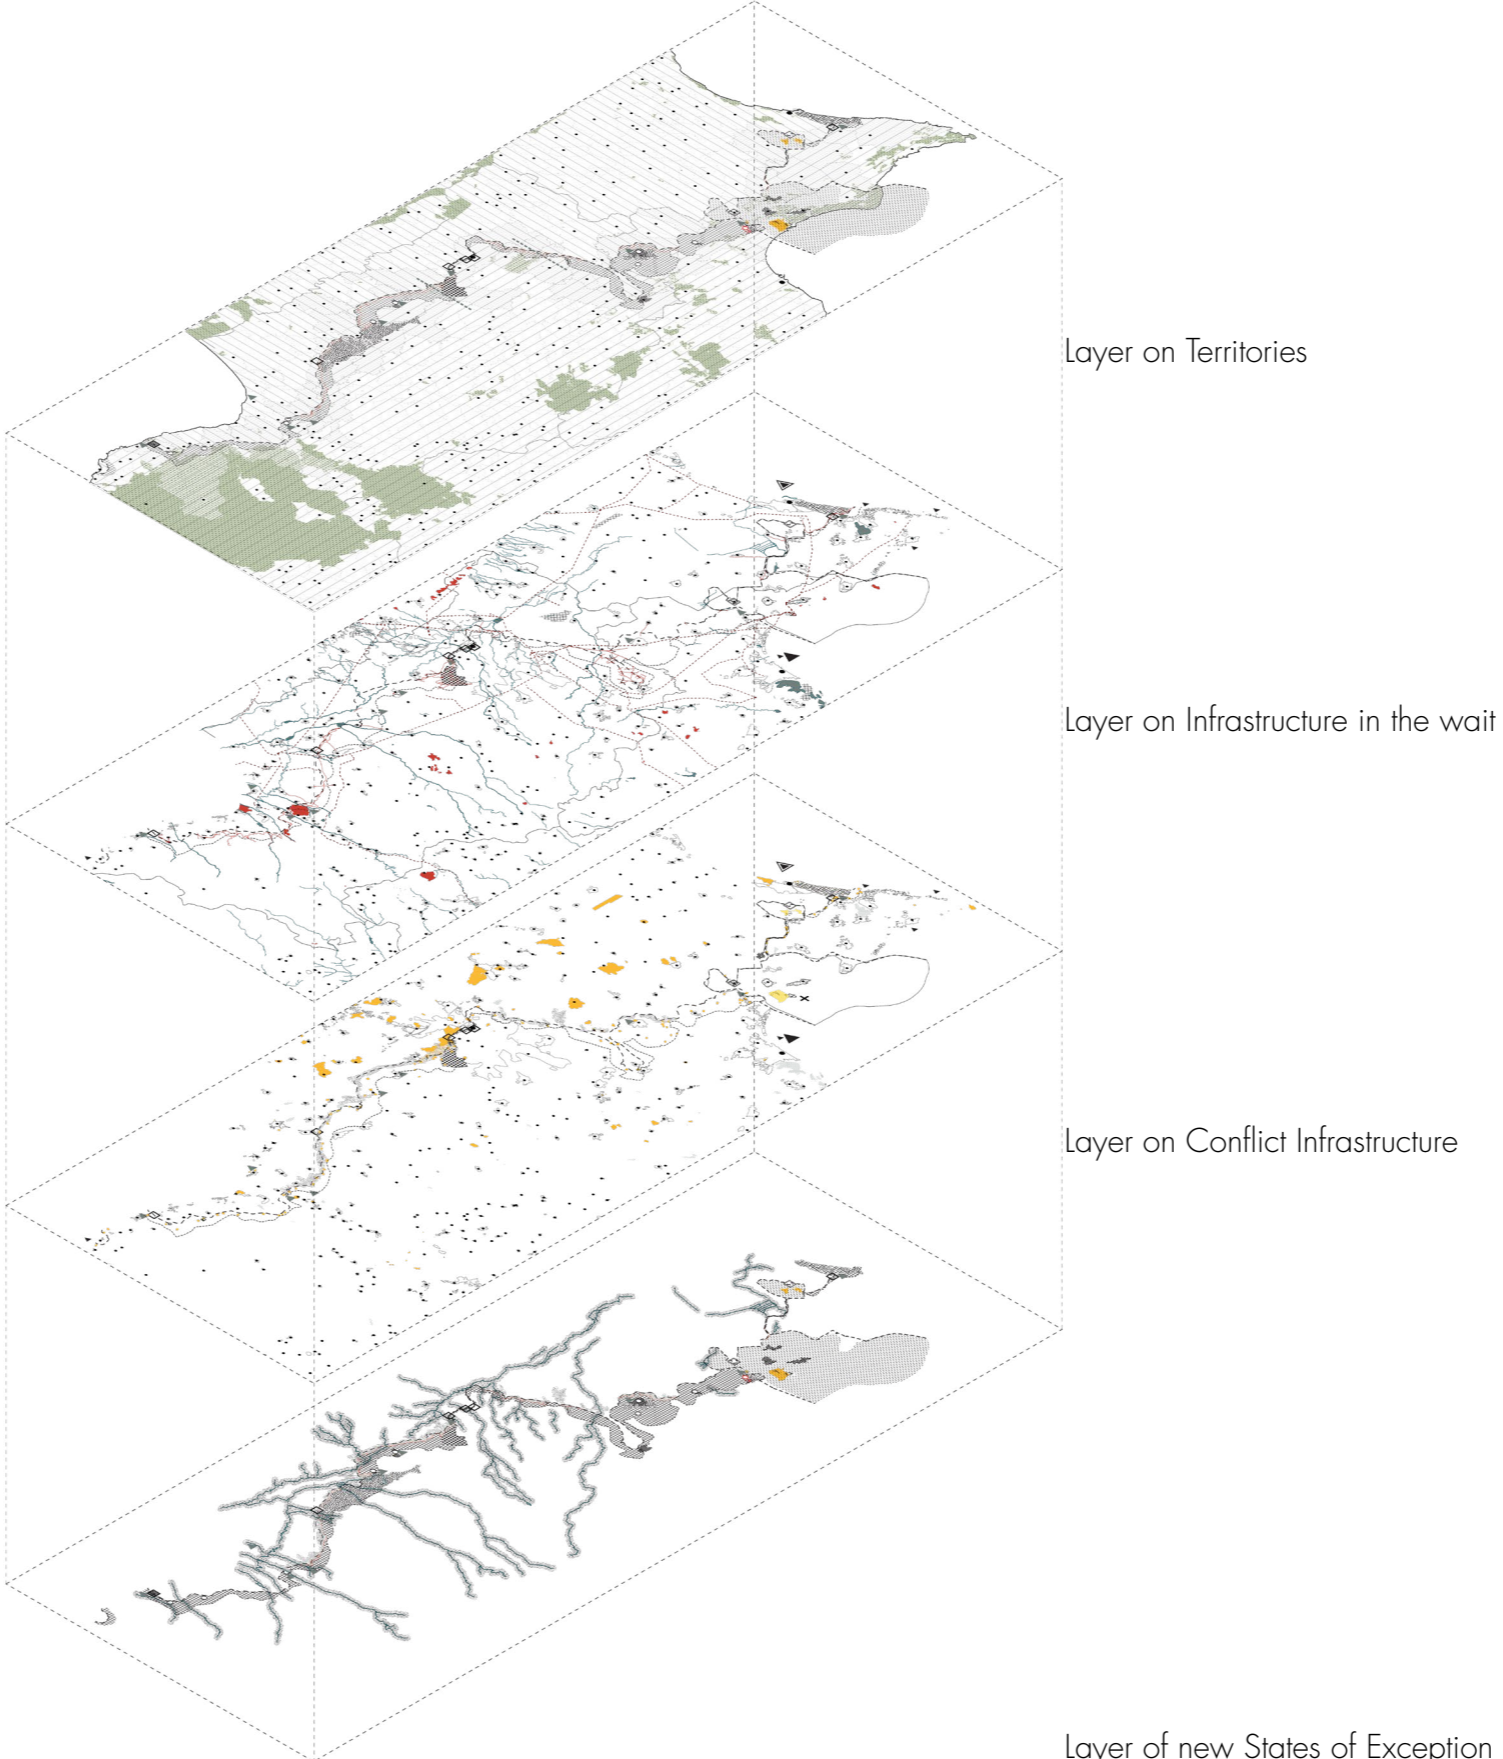 Layer on Territories
Layer on Infrastructure in the wait
Layer on Conflict Infrastructure
Layer of new States of Exception